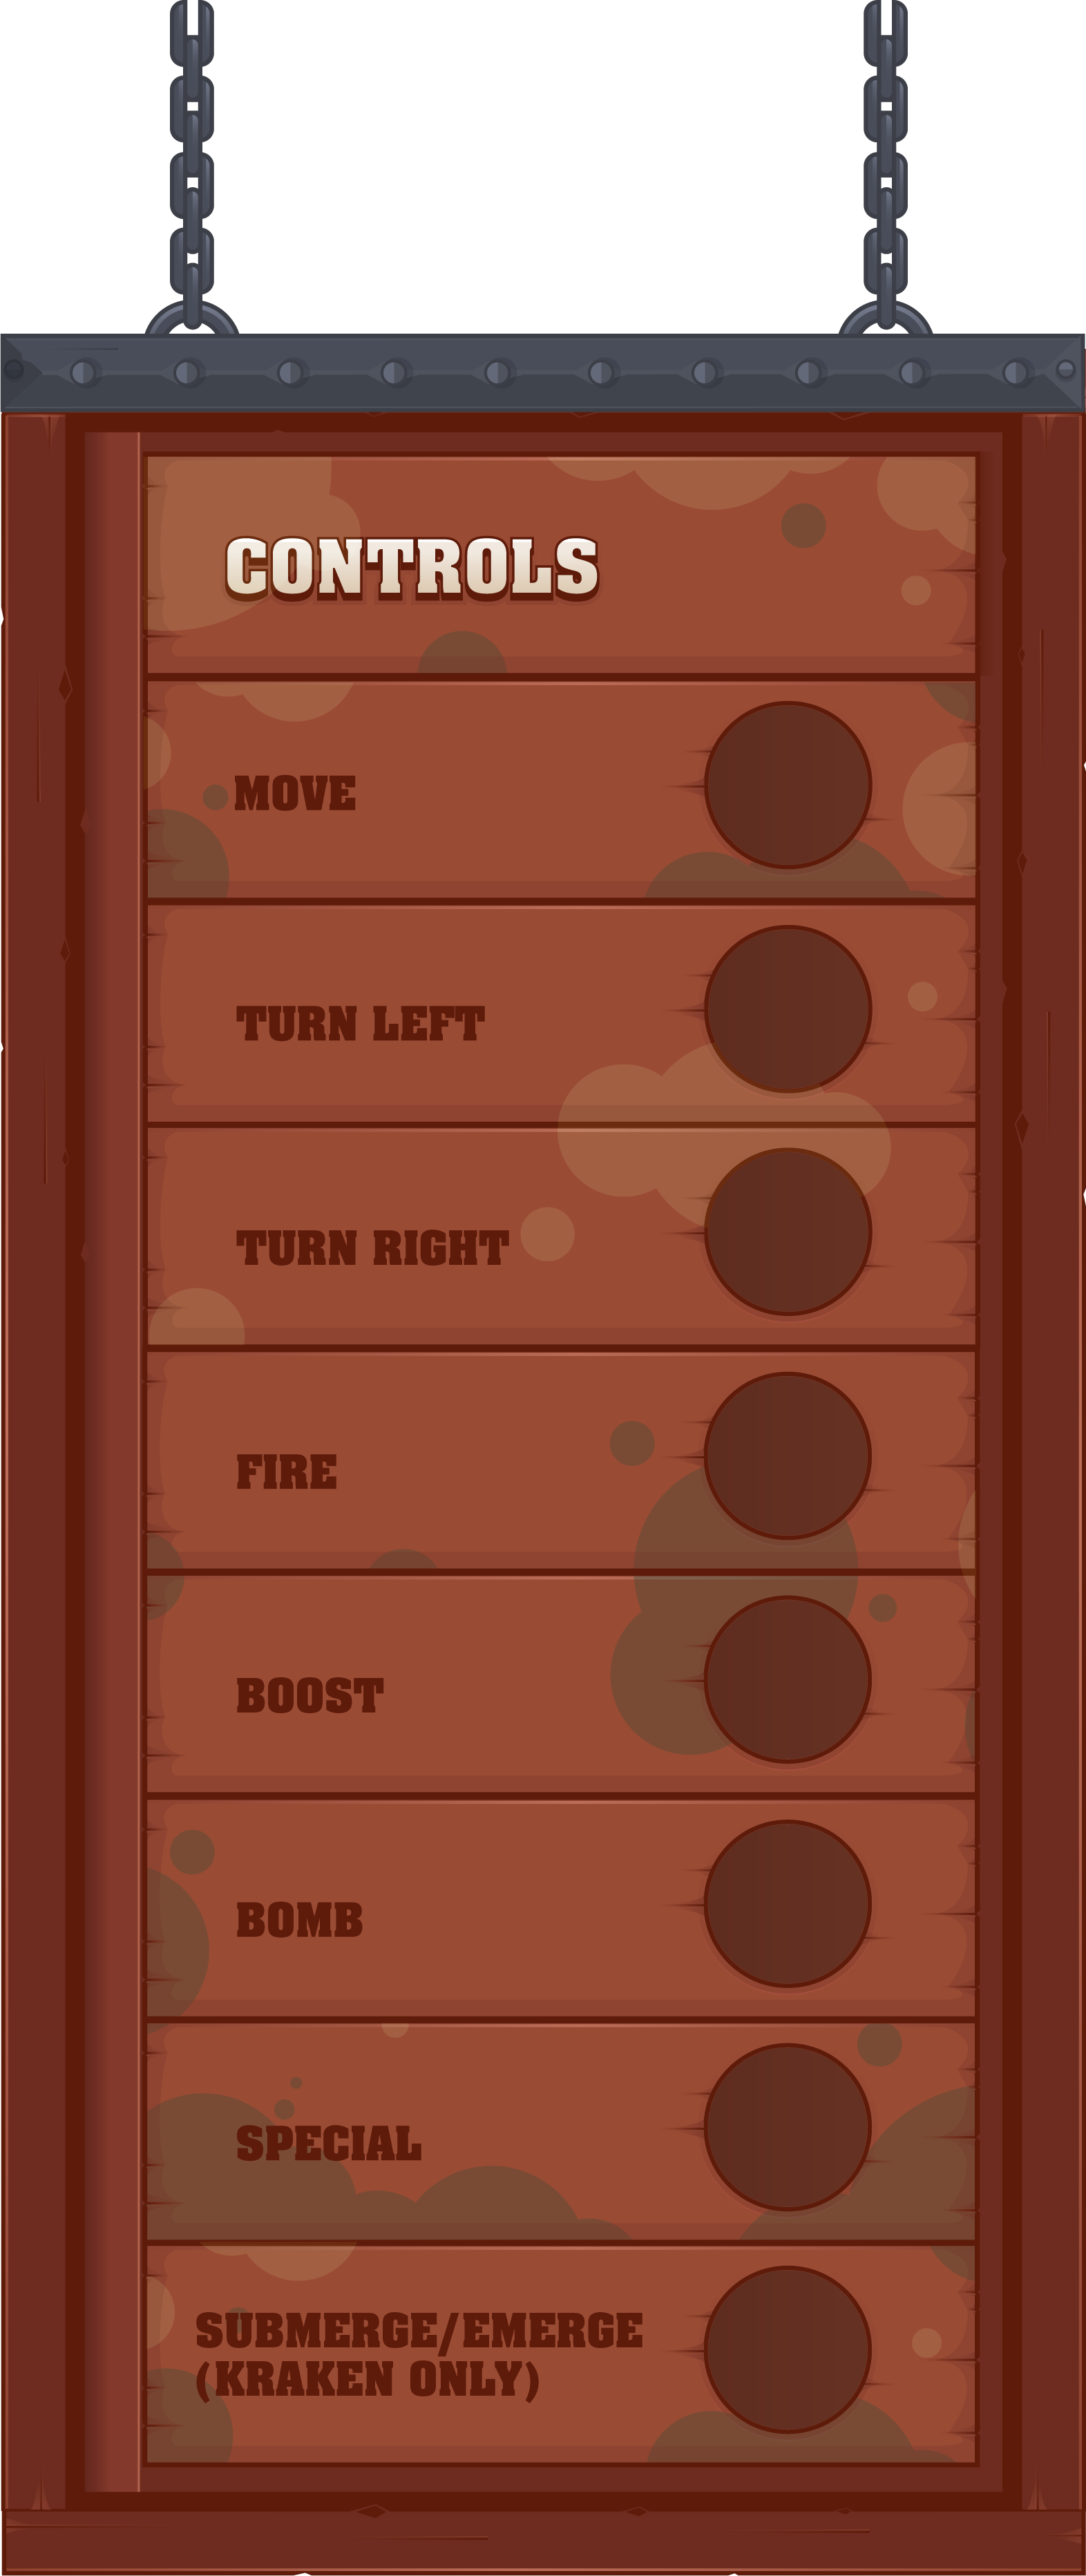 CONTROLS
MOVE
TURN LEFT
TURN RIGHT
FIRE
BOOST
BOMB
SPECIAL
SUBMERGE/EMERGE
(KRAKEN ONLY)